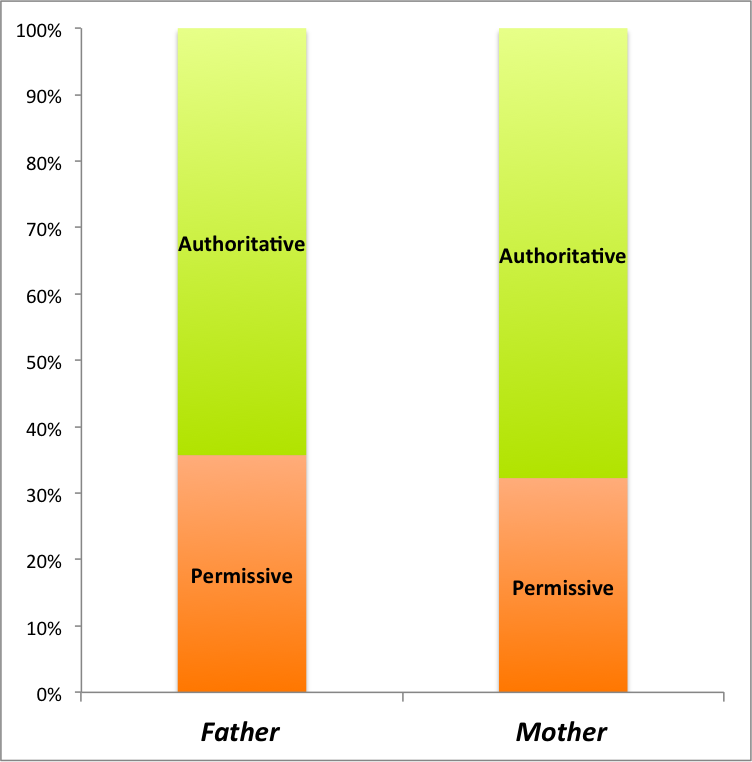 100%
90%
80%
70%
60%
50%
40%
30%
20%
10%
0%
Authoritative
Authoritative
Permissive
Permissive
Father
Mother